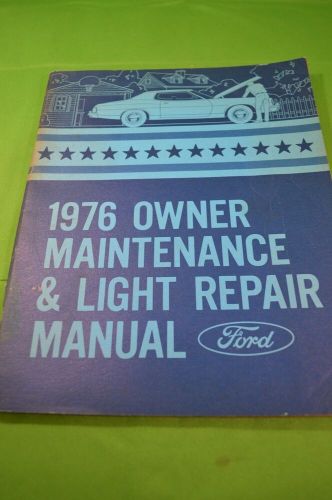 1976 OWNER
MAINTENANCE
& LIGHT REPAIR
MANUAL Ford